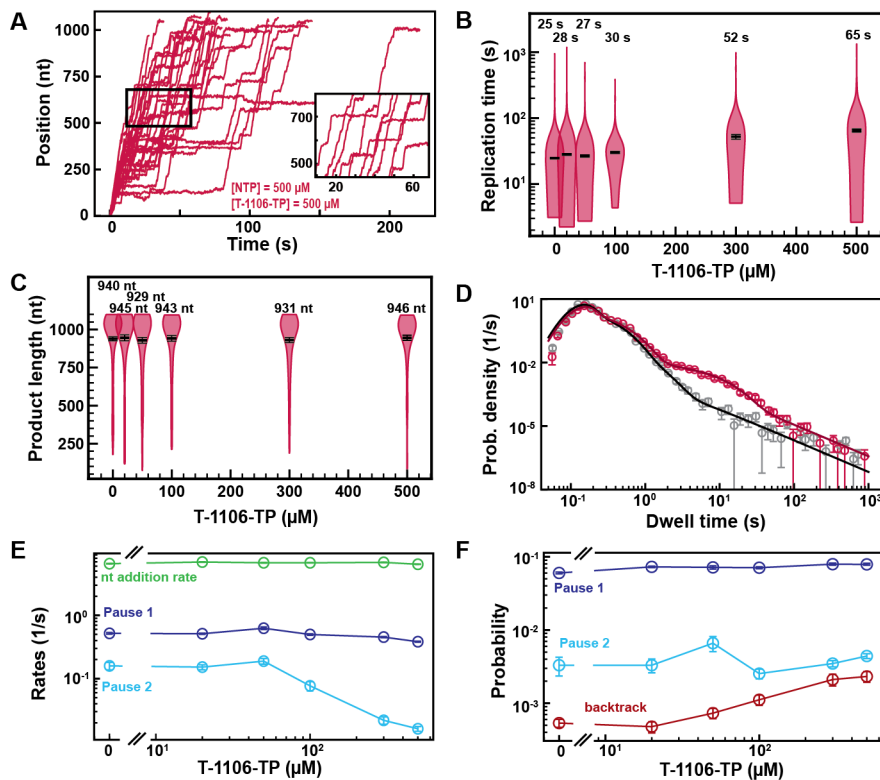 A
Position (nt)
1000
750
500
250
0
700
500
20
60
[NTP] = 500 µM
[T-1106-TP] = 500 µM
0
50
100
150
200
Time (s)
B
Replication time (s)
25 s
27 s
28 s
30 s
52 s
65 s
10³
10²
10¹
0
100
200
300
400
500
T-1106-TP (µM)
C
Product length (nt)
940 nt
929 nt
945 nt
943 nt
931 nt
946 nt
1000
750
500
250
0
100
200
300
400
500
T-1106-TP (µM)
D
Prob. density (1/s)
10¹
10⁻²
10⁻⁵
10⁻⁸
10⁻¹
10⁰
10¹
10²
10³
Dwell time (s)
E
Rates (1/s)
nt addition rate
Pause 1
Pause 2
10⁰
10⁻¹
0
10¹
10²
T-1106-TP (µM)
F
Probability
10⁻¹
Pause 1
10⁻²
Pause 2
backtrack
10⁻³
0
10¹
10²
T-1106-TP (µM)